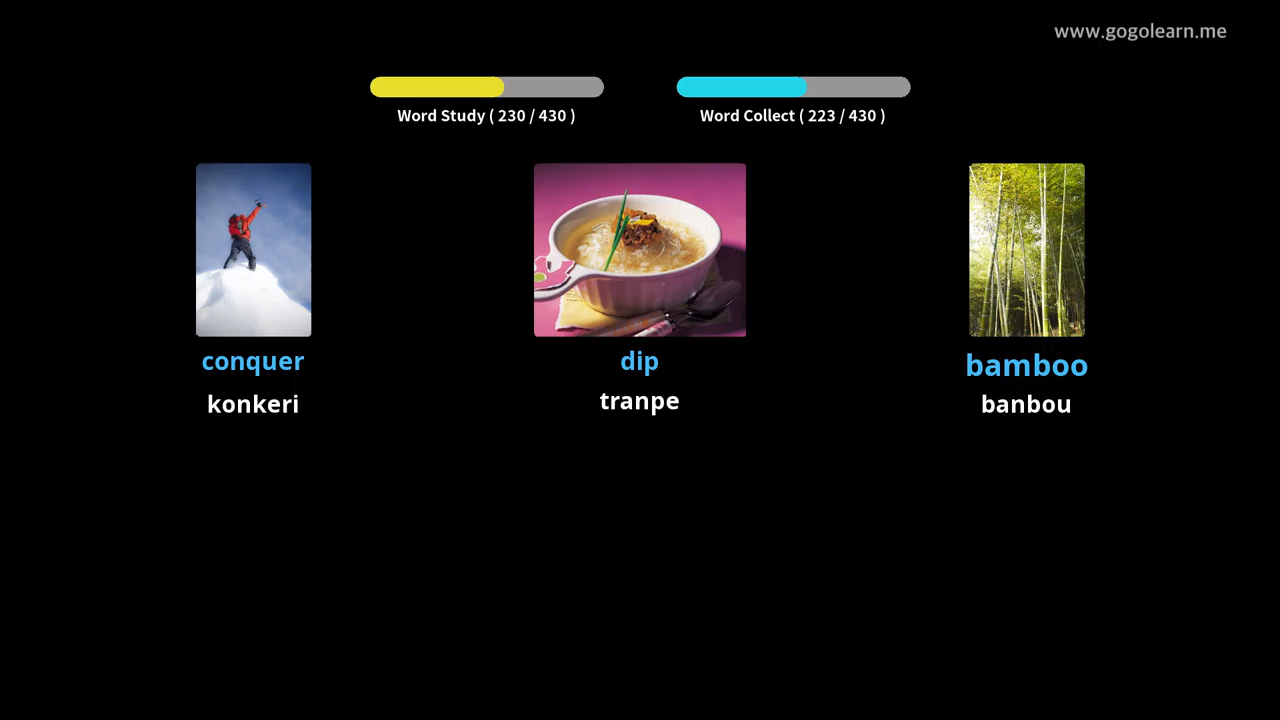 www.gogolearn.me
Word Study ( 230 / 430 )
Word Collect ( 223 / 430 )
conquer
konkeri
dip
tranpe
bamboo
banbou